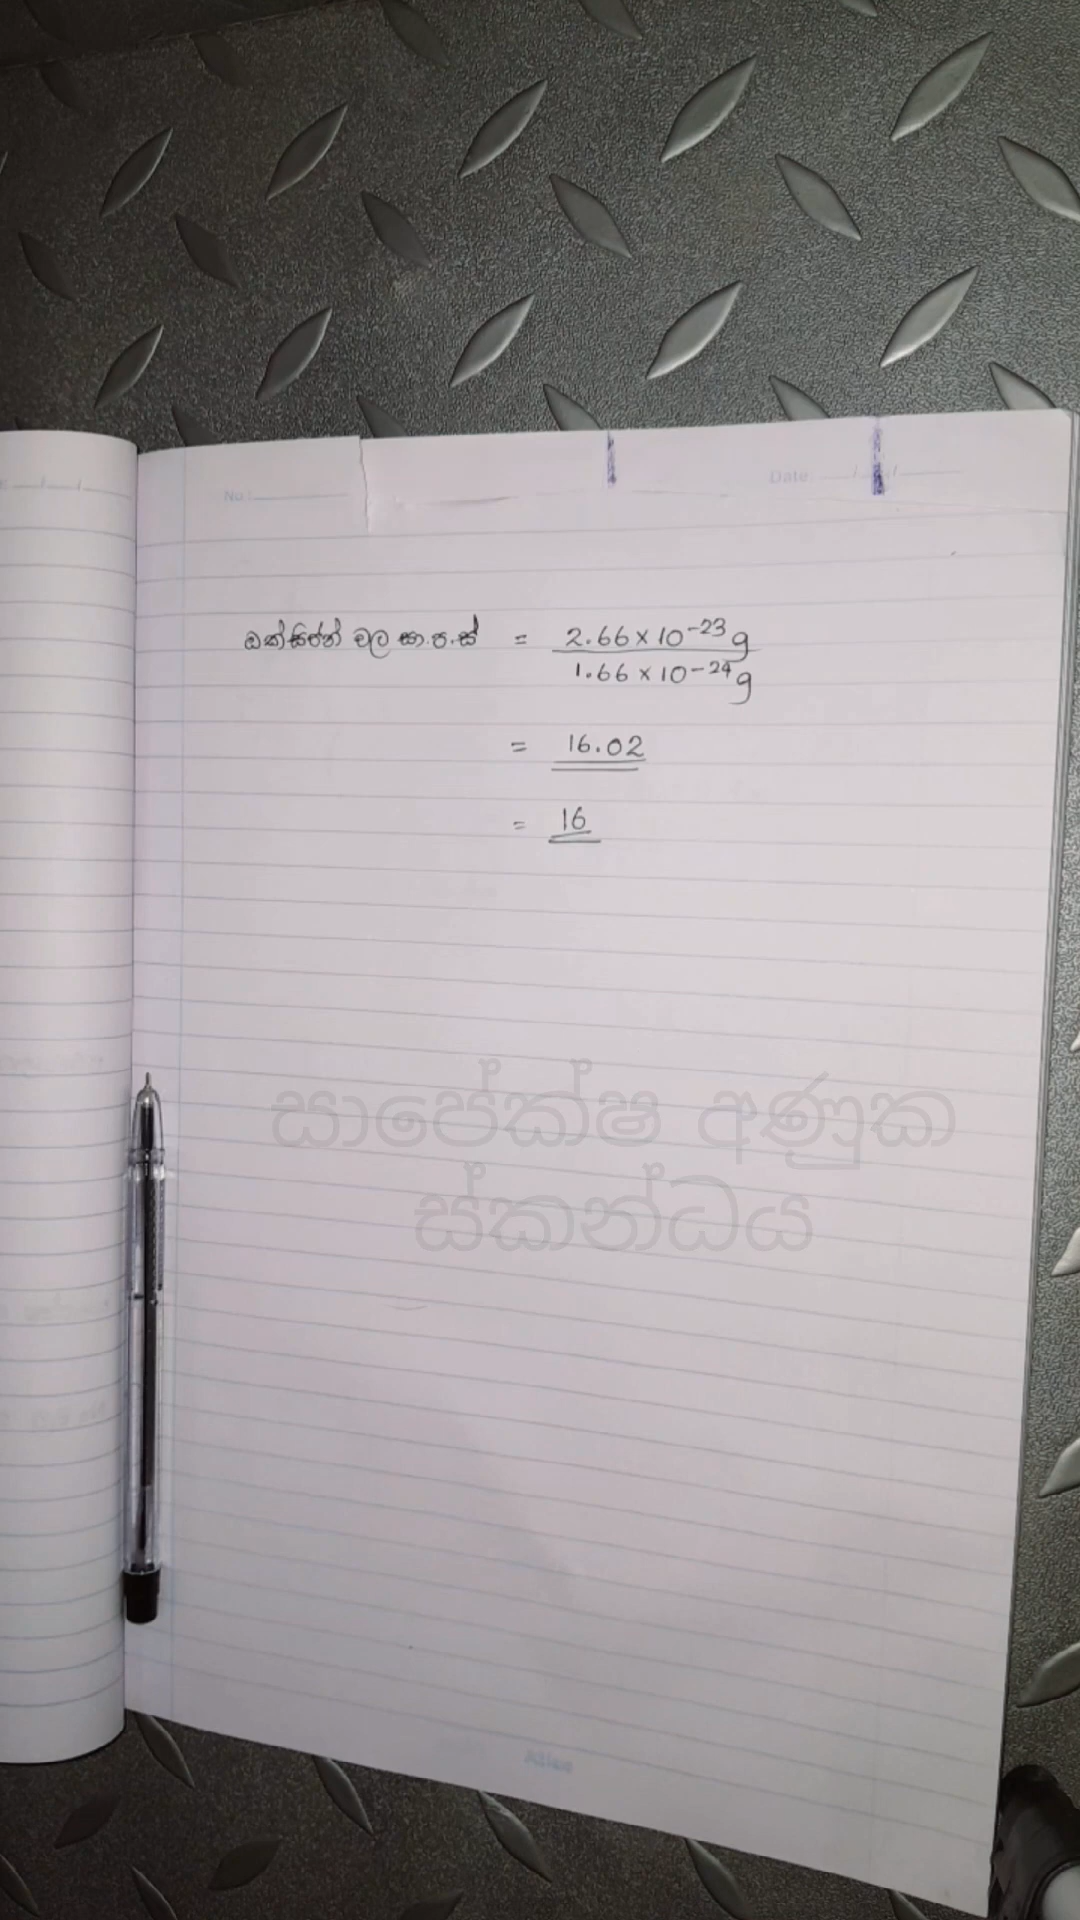 No :
Date:
ඔක්සිජන් වල සා.ප.ස් = 2.66 × 10⁻²³ g
1.66 × 10⁻²⁴ g
= 16.02
= 16
සාපේක්ෂ අණුක
ස්කන්ධය
Atlas